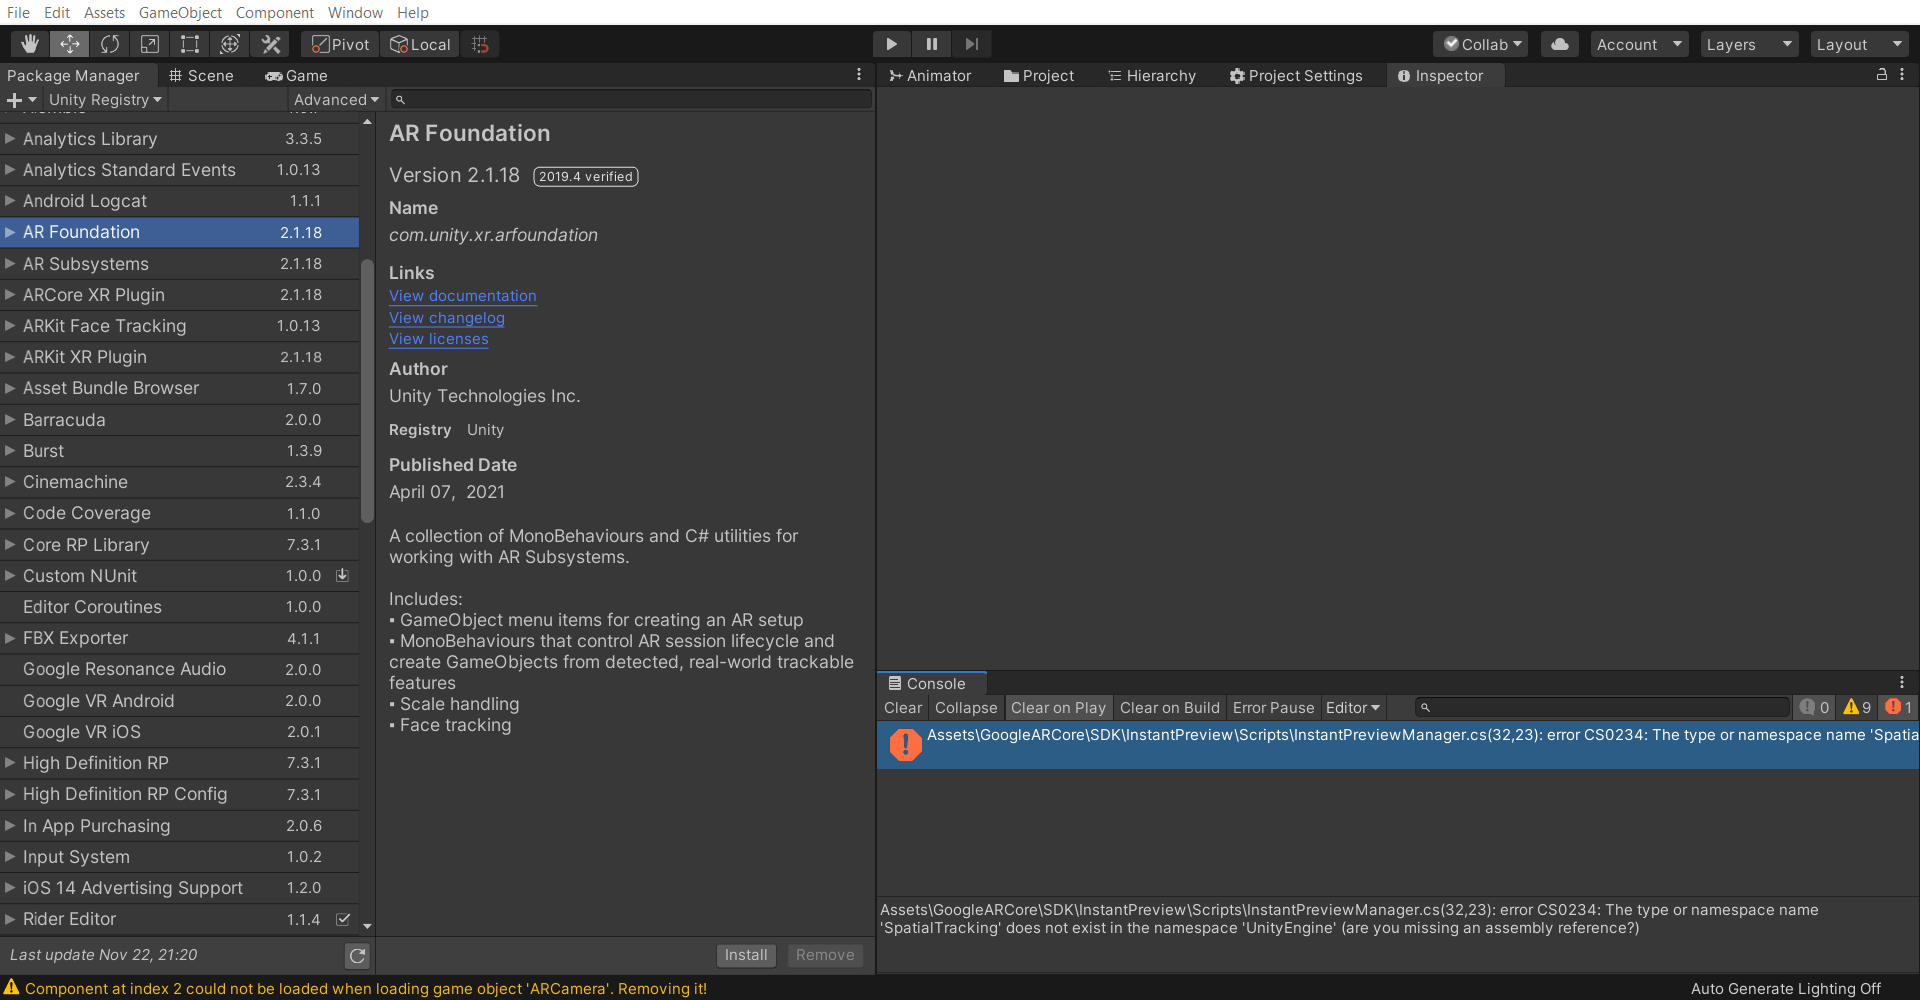 File Edit Assets GameObject Component Window Help
Pivot Local Collab Account Layers Layout
Package Manager Scene Game
Unity Registry Advanced
Analytics Library 3.3.5
Analytics Standard Events 1.0.13
Android Logcat 1.1.1
AR Foundation 2.1.18
AR Subsystems 2.1.18
ARCore XR Plugin 2.1.18
ARKit Face Tracking 1.0.13
ARKit XR Plugin 2.1.18
Asset Bundle Browser 1.7.0
Barracuda 2.0.0
Burst 1.3.9
Cinemachine 2.3.4
Code Coverage 1.1.0
Core RP Library 7.3.1
Custom NUnit 1.0.0
Editor Coroutines 1.0.0
FBX Exporter 4.1.1
Google Resonance Audio 2.0.0
Google VR Android 2.0.0
Google VR iOS 2.0.1
High Definition RP 7.3.1
High Definition RP Config 7.3.1
In App Purchasing 2.0.6
Input System 1.0.2
iOS 14 Advertising Support 1.2.0
Rider Editor 1.1.4
Last update Nov 22, 21:20
AR Foundation
Version 2.1.18 2019.4 verified
Name
com.unity.xr.arfoundation
Links
View documentation
View changelog
View licenses
Author
Unity Technologies Inc.
Registry Unity
Published Date
April 07, 2021
A collection of MonoBehaviours and C# utilities for
working with AR Subsystems.
Includes:
• GameObject menu items for creating an AR setup
• MonoBehaviours that control AR session lifecycle and
create GameObjects from detected, real-world trackable
features
• Scale handling
• Face tracking
Install Remove
Animator Project Hierarchy Project Settings Inspector
Console
Clear Collapse Clear on Play Clear on Build Error Pause Editor 0 9 1
Assets\GoogleARCore\SDK\InstantPreview\Scripts\InstantPreviewManager.cs(32,23): error CS0234: The type or namespace name 'Spatia
Assets\GoogleARCore\SDK\InstantPreview\Scripts\InstantPreviewManager.cs(32,23): error CS0234: The type or namespace name
'SpatialTracking' does not exist in the namespace 'UnityEngine' (are you missing an assembly reference?)
Component at index 2 could not be loaded when loading game object 'ARCamera'. Removing it!
Auto Generate Lighting Off